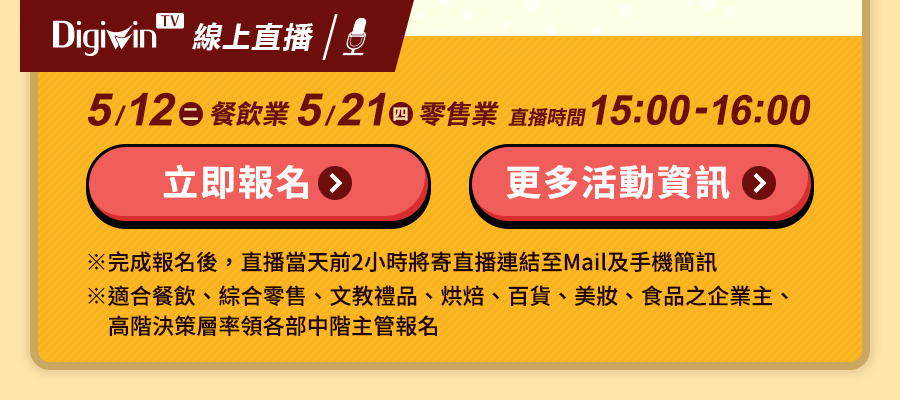 Digiwin TV 線上直播
5/12㊁ 餐飲業 5/21㊃ 零售業 直播時間 15:00-16:00
立即報名
更多活動資訊
※完成報名後，直播當天前2小時將寄直播連結至Mail及手機簡訊
※適合餐飲、綜合零售、文教禮品、烘焙、百貨、美妝、食品之企業主、
高階決策層率領各部中階主管報名